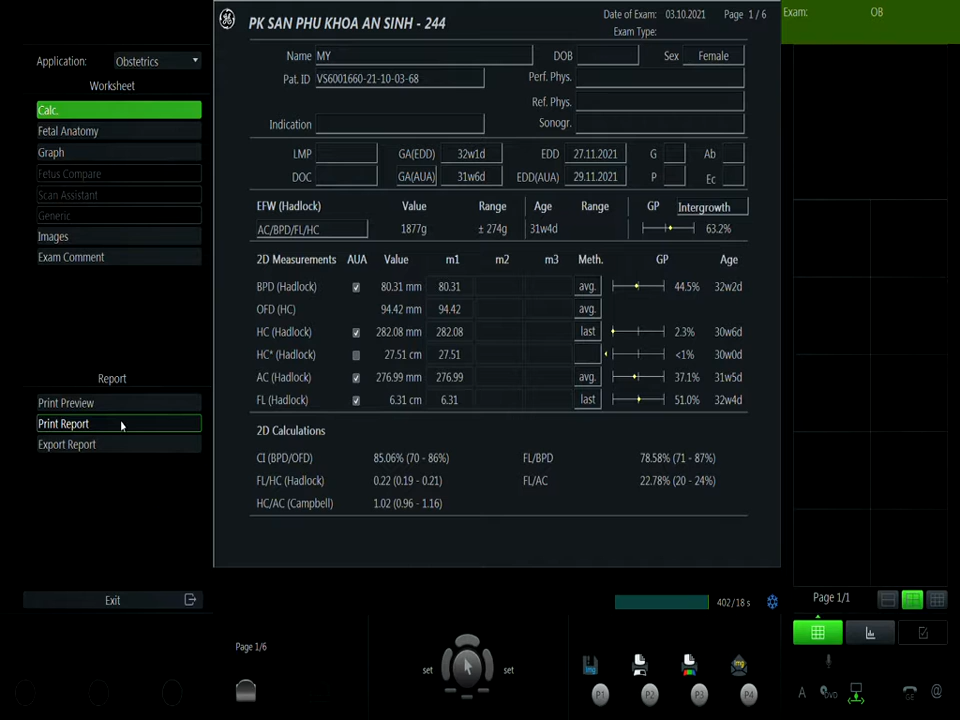 PK SAN PHU KHOA AN SINH - 244
Date of Exam: 03.10.2021 Page 1 / 6
Exam Type:
Exam: OB
Application: Obstetrics
Worksheet
Calc.
Fetal Anatomy
Graph
Fetus Compare
Scan Assistant
Generic
Images
Exam Comment
Report
Print Preview
Print Report
Export Report
Exit
Name MY DOB Sex Female
Pat. ID VS6001660-21-10-03-68 Perf. Phys.
Ref. Phys.
Indication Sonogr.
LMP GA(EDD) 32w1d EDD 27.11.2021 G Ab
DOC GA(AUA) 31w6d EDD(AUA) 29.11.2021 P Ec
EFW (Hadlock) Value Range Age Range GP Intergrowth
AC/BPD/FL/HC 1877g ± 274g 31w4d 63.2%
2D Measurements AUA Value m1 m2 m3 Meth. GP Age
BPD (Hadlock) 80.31 mm 80.31 avg. 44.5% 32w2d
OFD (HC) 94.42 mm 94.42 avg.
HC (Hadlock) 282.08 mm 282.08 last 2.3% 30w6d
HC* (Hadlock) 27.51 cm 27.51 <1% 30w0d
AC (Hadlock) 276.99 mm 276.99 avg. 37.1% 31w5d
FL (Hadlock) 6.31 cm 6.31 last 51.0% 32w4d
2D Calculations
CI (BPD/OFD) 85.06% (70 - 86%) FL/BPD 78.58% (71 - 87%)
FL/HC (Hadlock) 0.22 (0.19 - 0.21) FL/AC 22.78% (20 - 24%)
HC/AC (Campbell) 1.02 (0.96 - 1.16)
402/18 s
Page 1/1
Page 1/6
set set
P1 P2 P3 P4
A DVD @